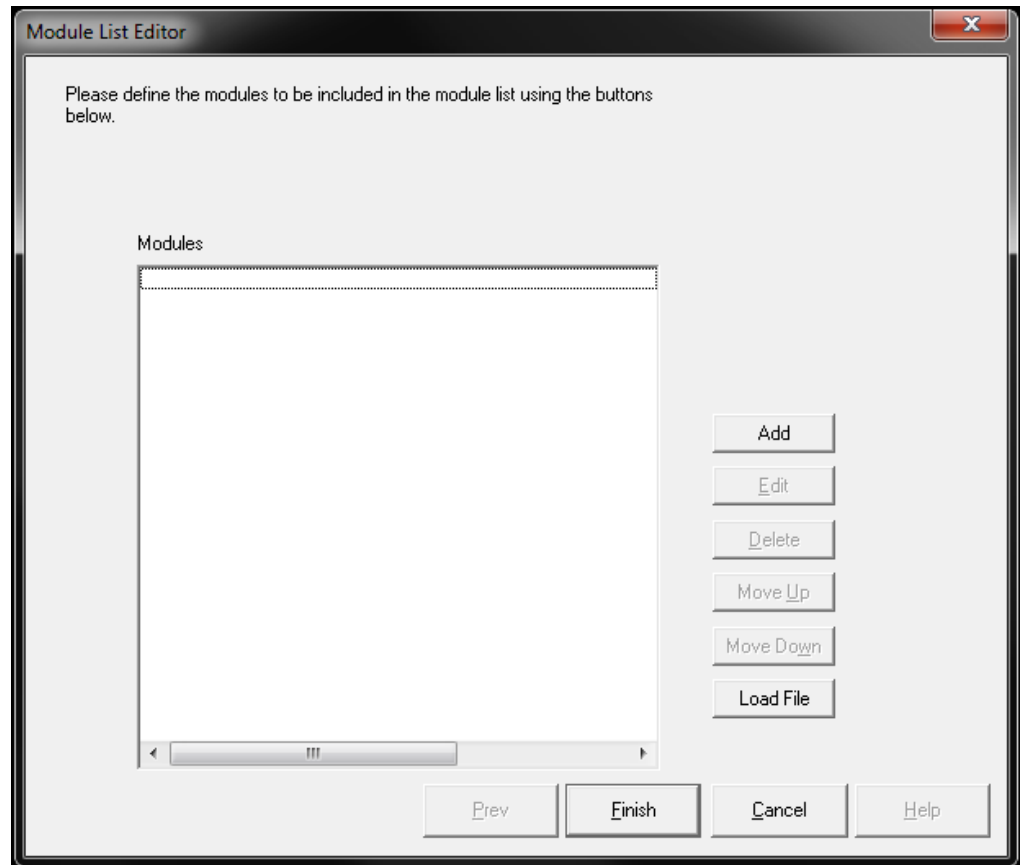 Module List Editor
Please define the modules to be included in the module list using the buttons
below.
Modules
Add
Edit
Delete
Move Up
Move Down
Load File
Prev
Finish
Cancel
Help